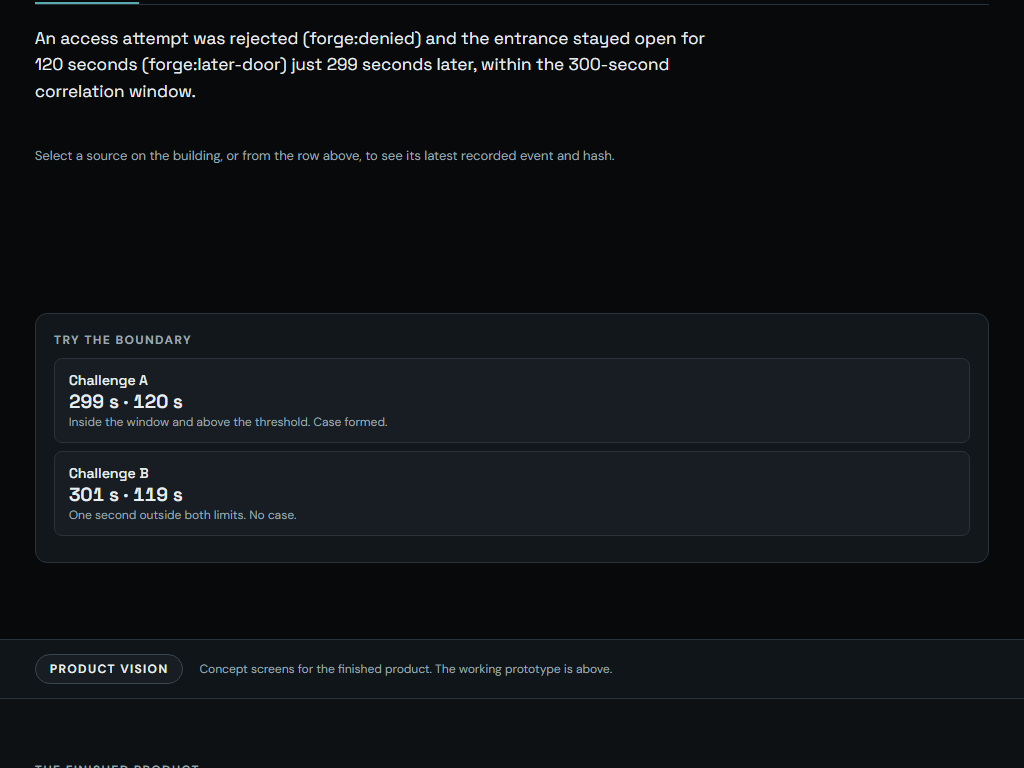 An access attempt was rejected (forge:denied) and the entrance stayed open for
120 seconds (forge:later-door) just 299 seconds later, within the 300-second
correlation window.
Select a source on the building, or from the row above, to see its latest recorded event and hash.
TRY THE BOUNDARY
Challenge A
299 s · 120 s
Inside the window and above the threshold. Case formed.
Challenge B
301 s · 119 s
One second outside both limits. No case.
PRODUCT VISION
Concept screens for the finished product. The working prototype is above.
THE FINISHED PRODUCT